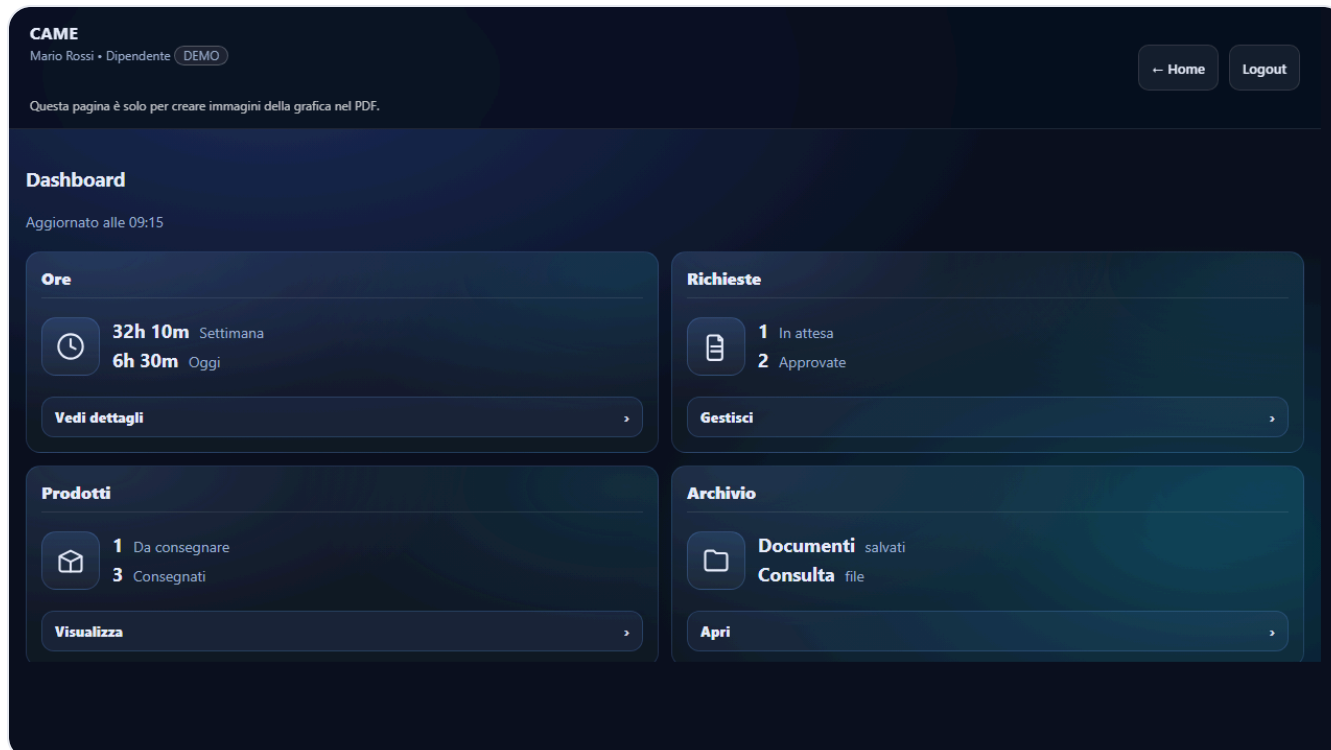 CAME
Mario Rossi • Dipendente DEMO
← Home
Logout
Questa pagina è solo per creare immagini della grafica nel PDF.
Dashboard
Aggiornato alle 09:15
Ore
32h 10m Settimana
6h 30m Oggi
Vedi dettagli ›
Richieste
1 In attesa
2 Approvate
Gestisci ›
Prodotti
1 Da consegnare
3 Consegnati
Visualizza ›
Archivio
Documenti salvati
Consulta file
Apri ›